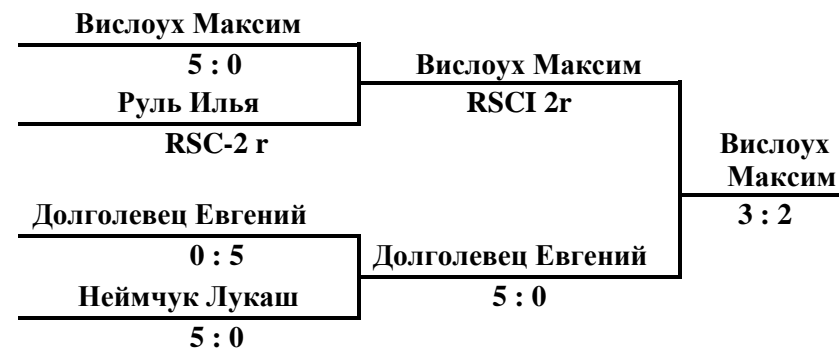 Вислоух Максим
5 : 0
Руль Илья
RSC-2 r
Вислоух Максим
RSCI 2r
Долголевец Евгений
0 : 5
Неймчук Лукаш
5 : 0
Долголевец Евгений
5 : 0
Вислоух
Максим
3 : 2